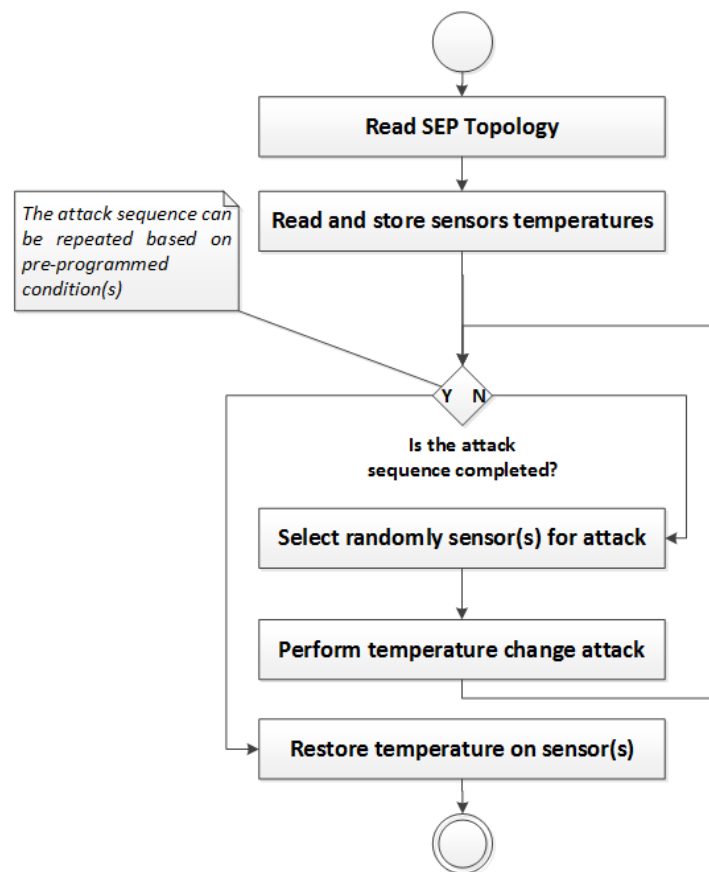 Read SEP Topology
The attack sequence can
be repeated based on
pre-programmed
condition(s)
Read and store sensors temperatures
Y N
Is the attack
sequence completed?
Select randomly sensor(s) for attack
Perform temperature change attack
Restore temperature on sensor(s)